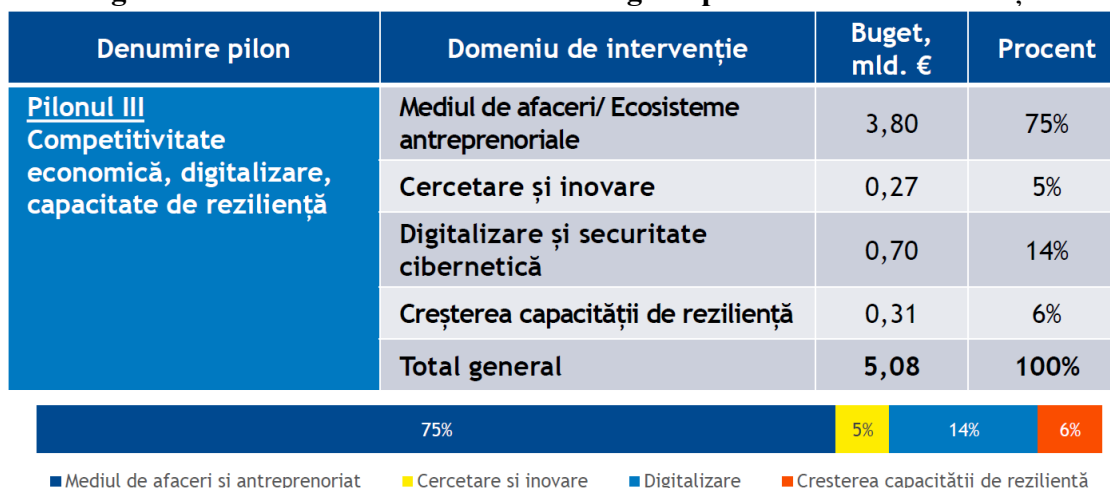 Denumire pilon
Domeniu de intervenție
Buget,
mld. €
Procent
Pilonul III
Competitivitate
economică, digitalizare,
capacitate de reziliență
Mediul de afaceri/ Ecosisteme
antreprenoriale
3,80
75%
Cercetare și inovare
0,27
5%
Digitalizare și securitate
cibernetică
0,70
14%
Creșterea capacității de reziliență
0,31
6%
Total general
5,08
100%
75%
5%
14%
6%
Mediul de afaceri si antreprenoriat
Cercetare si inovare
Digitalizare
Cresterea capacității de reziliență